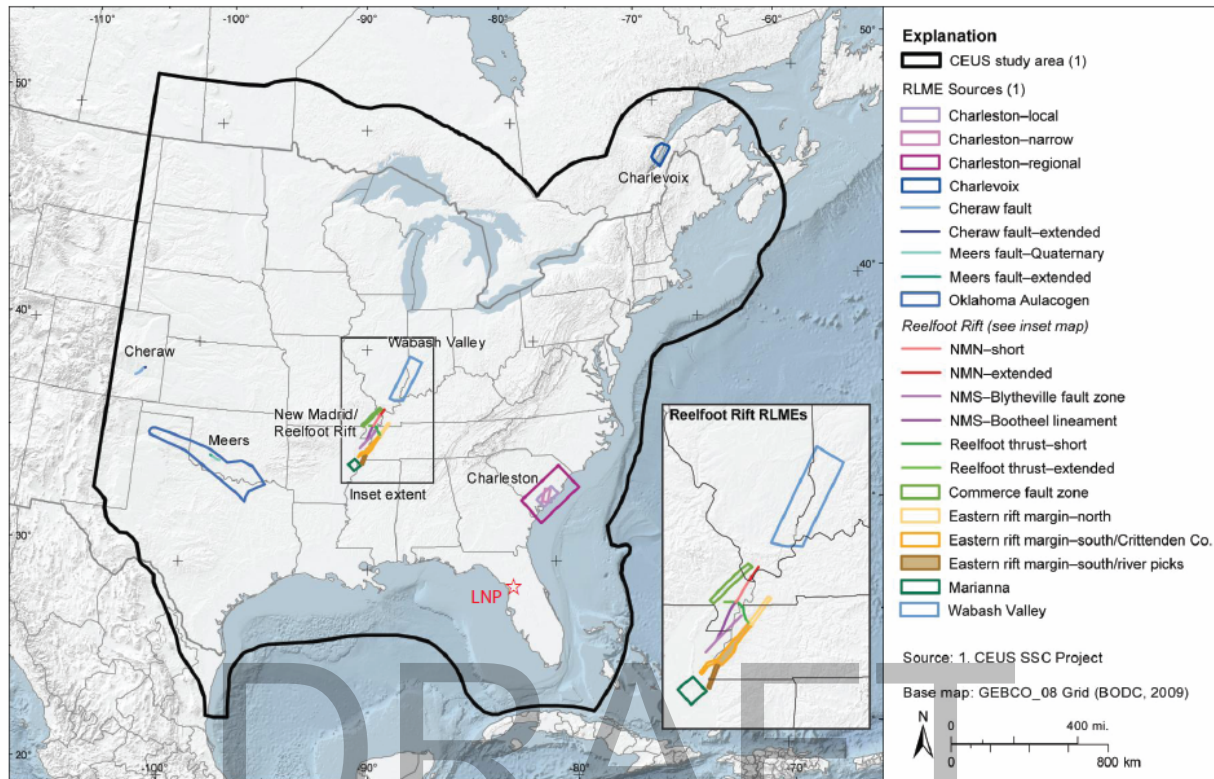 -110°
-100°
-90°
-80°
-70°
-60°
50°
50°
40°
40°
30°
30°
20°
20°
-100°
-90°
-80°
-70°
Charlevoix
Cheraw
Wabash Valley
New Madrid/
Reelfoot Rift
Meers
Inset extent
Charleston
LNP
Reelfoot Rift RLMEs
DRAFT
Explanation
CEUS study area (1)
RLME Sources (1)
Charleston–local
Charleston–narrow
Charleston–regional
Charlevoix
Cheraw fault
Cheraw fault–extended
Meers fault–Quaternary
Meers fault–extended
Oklahoma Aulacogen
Reelfoot Rift (see inset map)
NMN–short
NMN–extended
NMS–Blytheville fault zone
NMS–Bootheel lineament
Reelfoot thrust–short
Reelfoot thrust–extended
Commerce fault zone
Eastern rift margin–north
Eastern rift margin–south/Crittenden Co.
Eastern rift margin–south/river picks
Marianna
Wabash Valley
Source: 1. CEUS SSC Project
Base map: GEBCO_08 Grid (BODC, 2009)
N
0 400 mi.
0 800 km